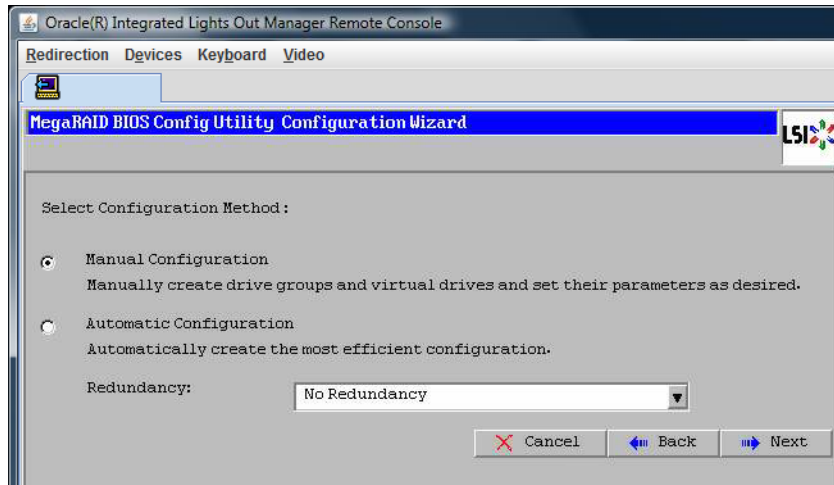 Oracle(R) Integrated Lights Out Manager Remote Console
Redirection Devices Keyboard Video
MegaRAID BIOS Config Utility Configuration Wizard
LSI
Select Configuration Method:
Manual Configuration
Manually create drive groups and virtual drives and set their parameters as desired.
Automatic Configuration
Automatically create the most efficient configuration.
Redundancy: No Redundancy
Cancel Back Next